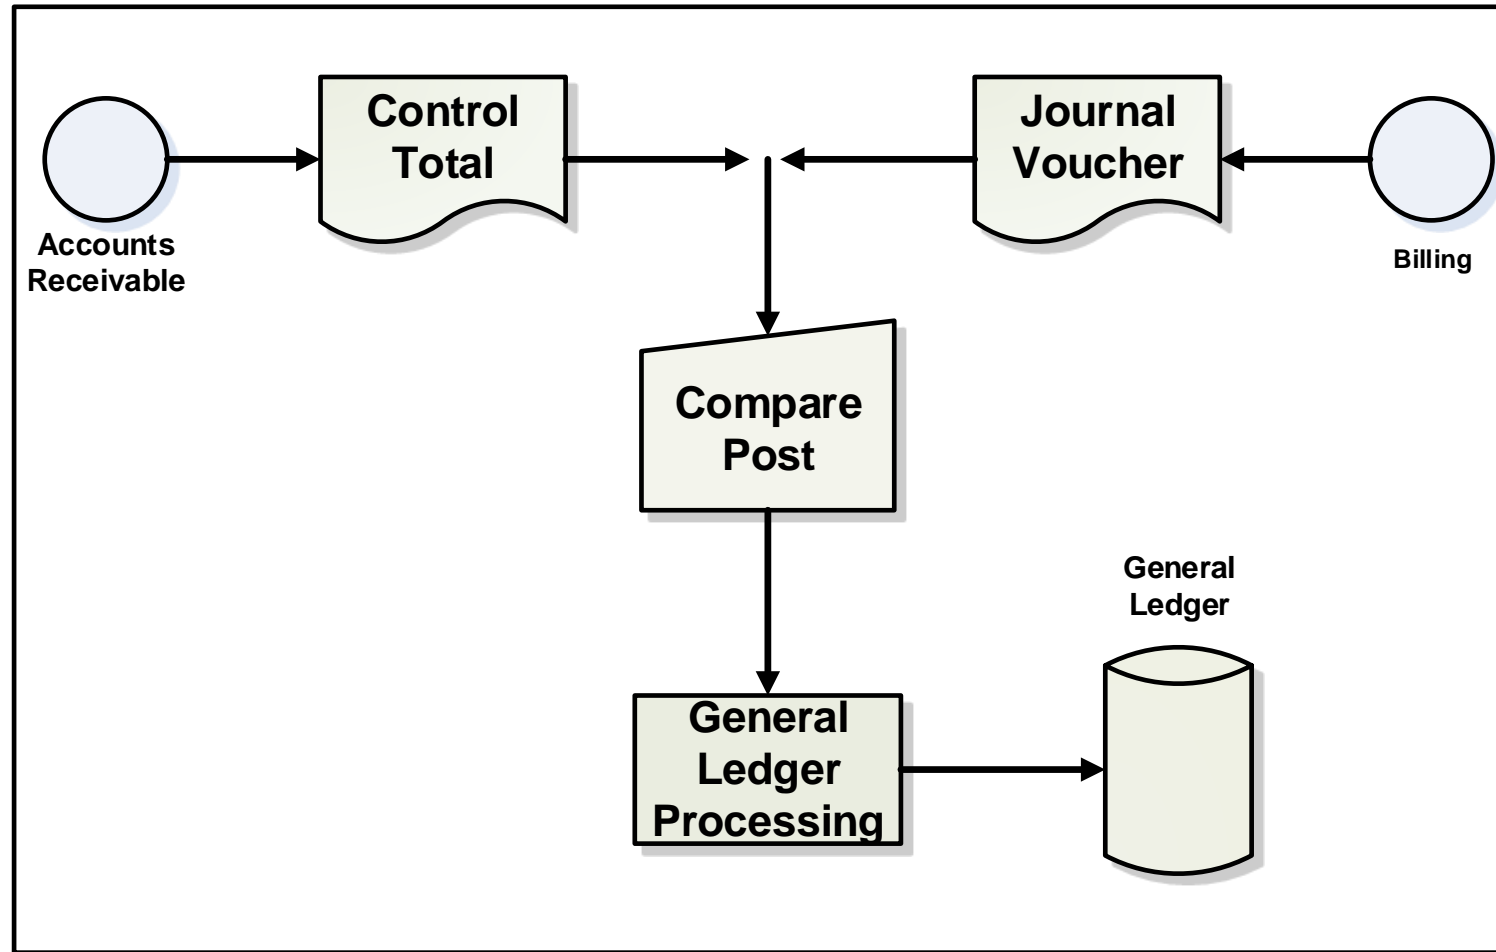 Control
Total
Journal
Voucher
Accounts
Receivable
Billing
Compare
Post
General
Ledger
General
Ledger
Processing